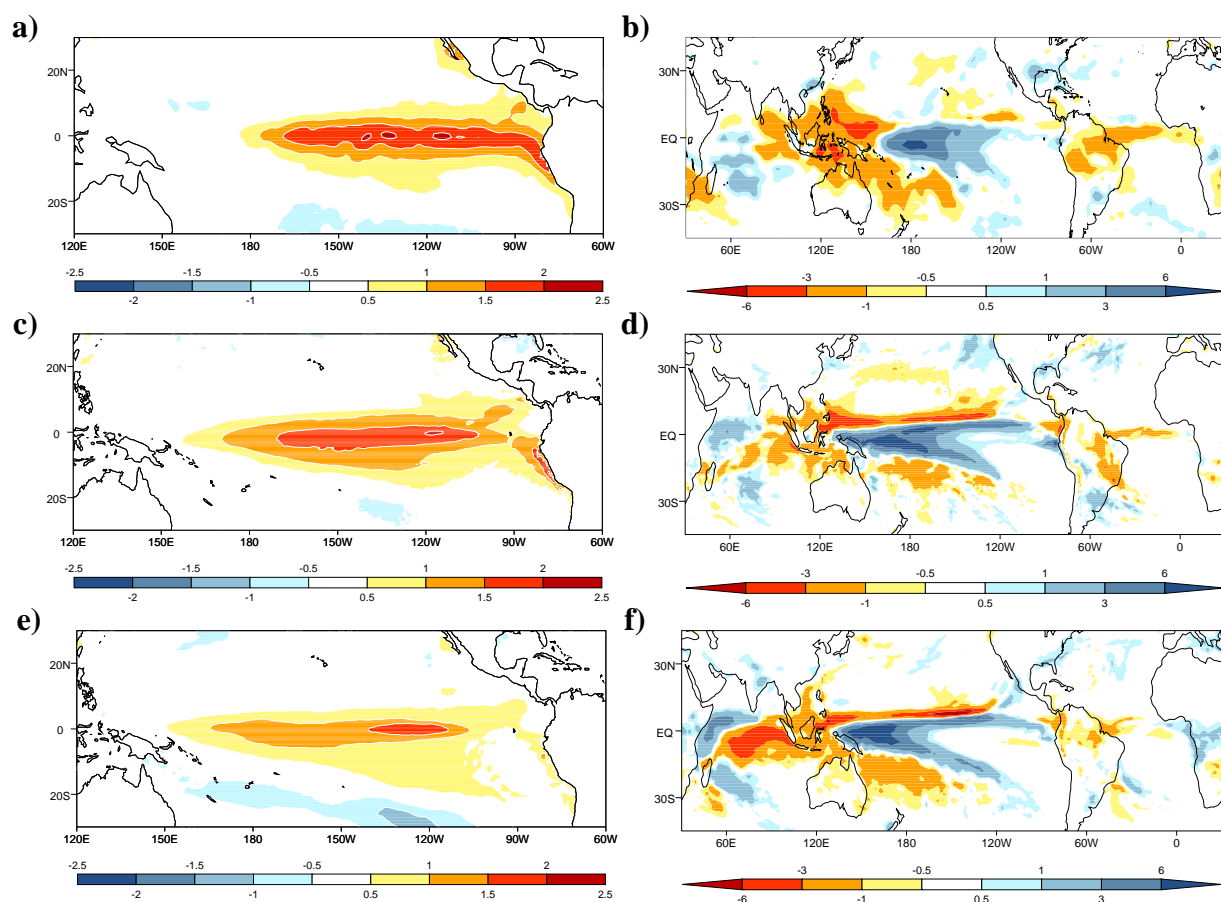 a)
20N
0
20S
120E 150E 180 150W 120W 90W 60W
-2.5 -1.5 -0.5 1 2
-2 -1 0.5 1.5 2.5
b)
30N
EQ
30S
60E 120E 180 120W 60W 0
-3 -0.5 1 6
-6 -1 0.5 3
c)
20N
0
20S
120E 150E 180 150W 120W 90W 60W
-2.5 -1.5 -0.5 1 2
-2 -1 0.5 1.5 2.5
d)
30N
EQ
30S
60E 120E 180 120W 60W 0
-3 -0.5 1 6
-6 -1 0.5 3
e)
20N
0
20S
120E 150E 180 150W 120W 90W 60W
-2.5 -1.5 -0.5 1 2
-2 -1 0.5 1.5 2.5
f)
30N
EQ
30S
60E 120E 180 120W 60W 0
-3 -0.5 1 6
-6 -1 0.5 3